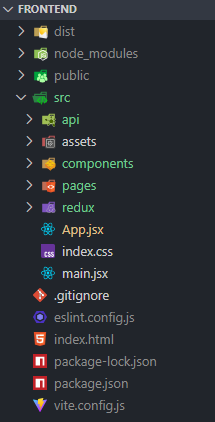 FRONTEND
dist
node_modules
public
src
api
assets
components
pages
redux
App.jsx
CSS index.css
main.jsx
.gitignore
eslint.config.js
index.html
package-lock.json
package.json
vite.config.js